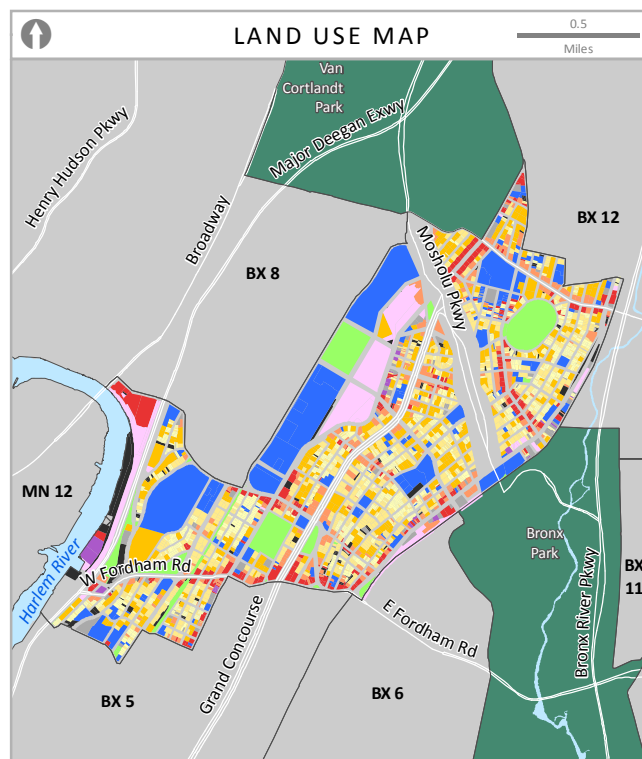 LAND USE MAP
0.5
Miles
Van
Cortlandt
Park
Major Deegan Exwy
Henry Hudson Pkwy
Broadway
BX 12
Mosholu Pkwy
BX 8
MN 12
Bronx
Park
BX
11
W Fordham Rd
Harlem River
E Fordham Rd
Bronx River Pkwy
Grand Concourse
BX 6
BX 5